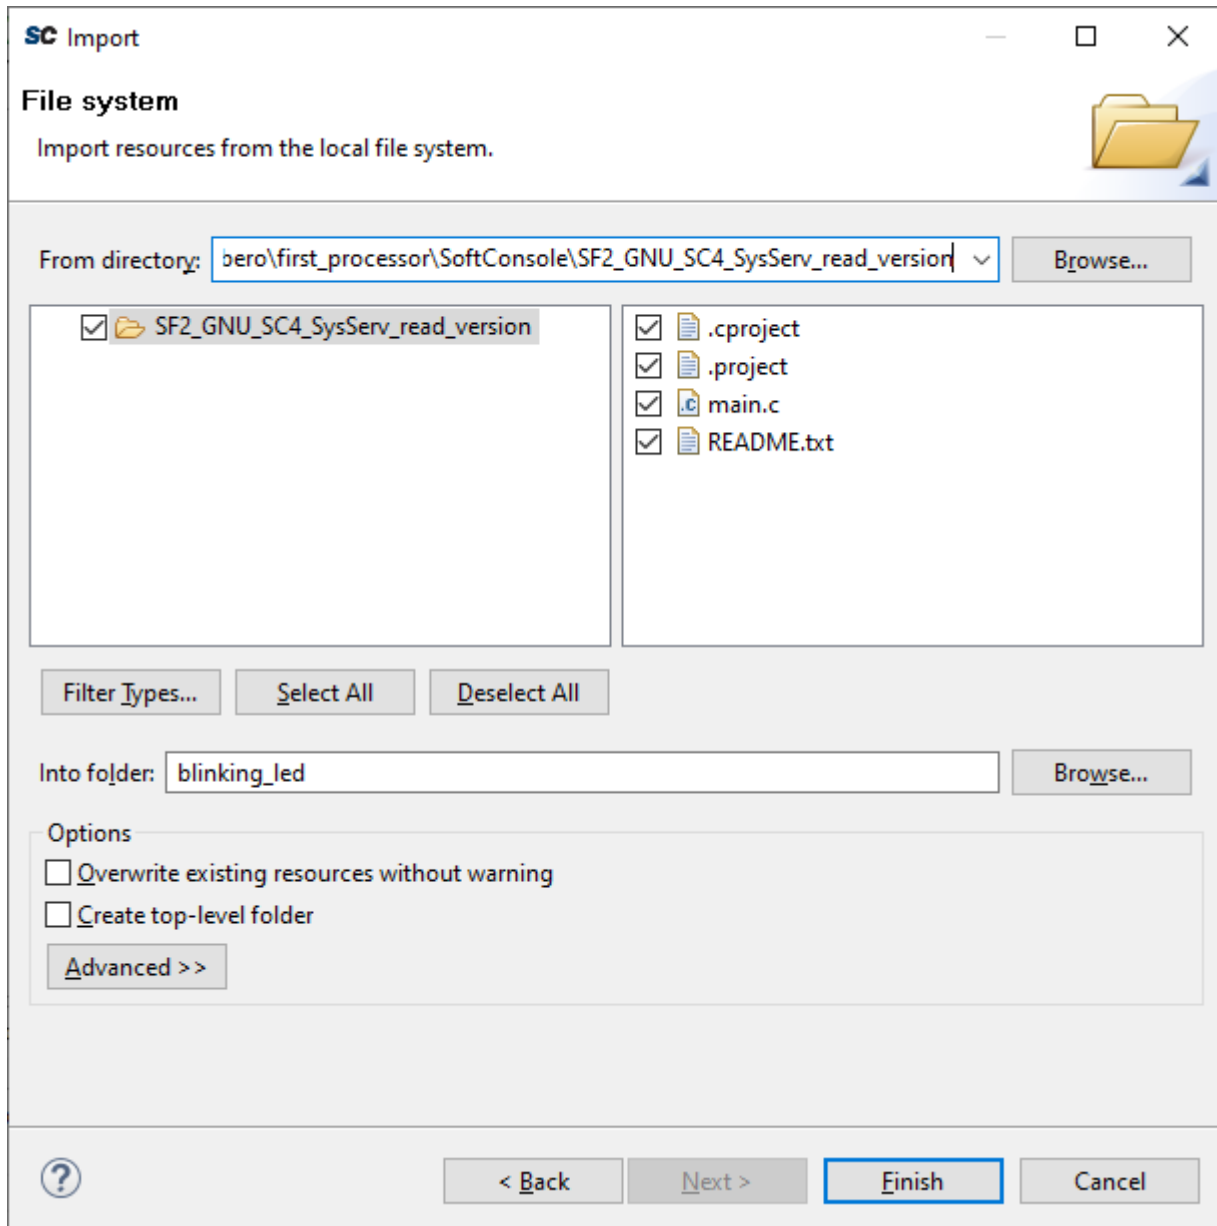 SC Import
File system
Import resources from the local file system.
From directory: bero\first_processor\SoftConsole\SF2_GNU_SC4_SysServ_read_version Browse...
SF2_GNU_SC4_SysServ_read_version
.cproject
.project
.c main.c
README.txt
Filter Types... Select All Deselect All
Into folder: blinking_led Browse...
Options
Overwrite existing resources without warning
Create top-level folder
Advanced >>
? < Back Next > Finish Cancel